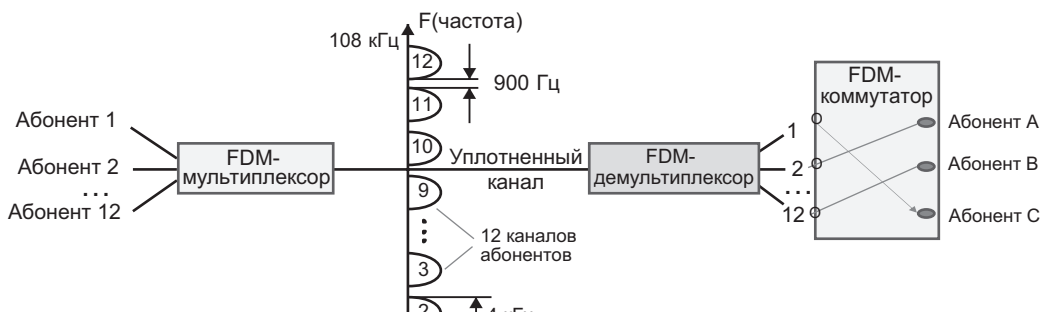 F(частота)
108 кГц
12
900 Гц
11
10
9
3
2
Абонент 1
Абонент 2
...
Абонент 12
FDM-
мультиплексор
Уплотненный
канал
12 каналов
абонентов
FDM-
демультиплексор
1
2
...
12
FDM-
коммутатор
Абонент A
Абонент B
Абонент C